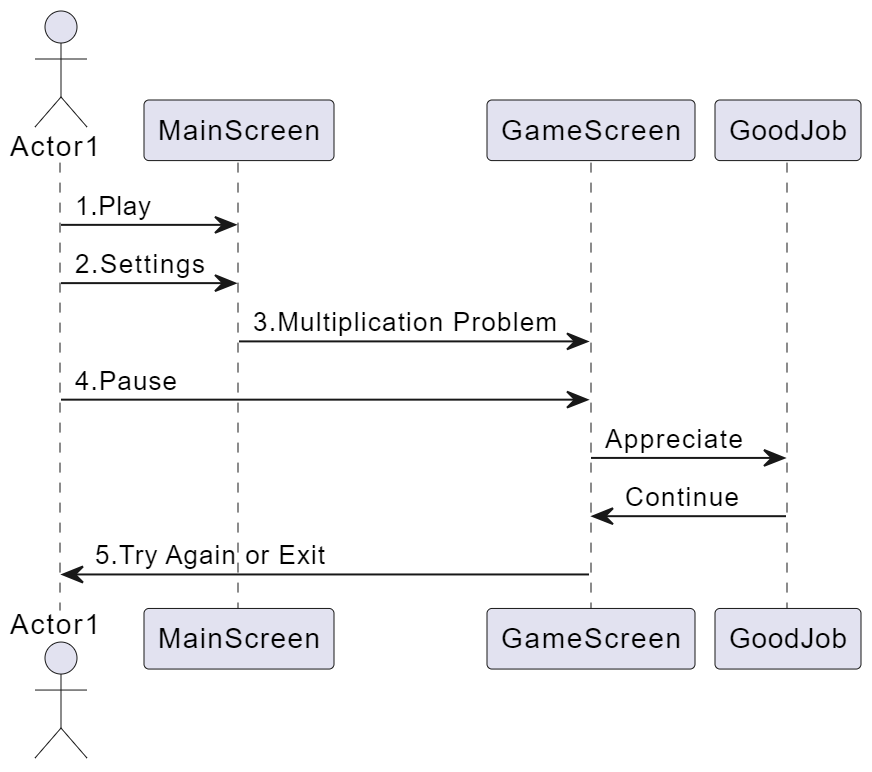 Actor1
MainScreen
GameScreen
GoodJob
1.Play
2.Settings
3.Multiplication Problem
4.Pause
Appreciate
Continue
5.Try Again or Exit
Actor1
MainScreen
GameScreen
GoodJob